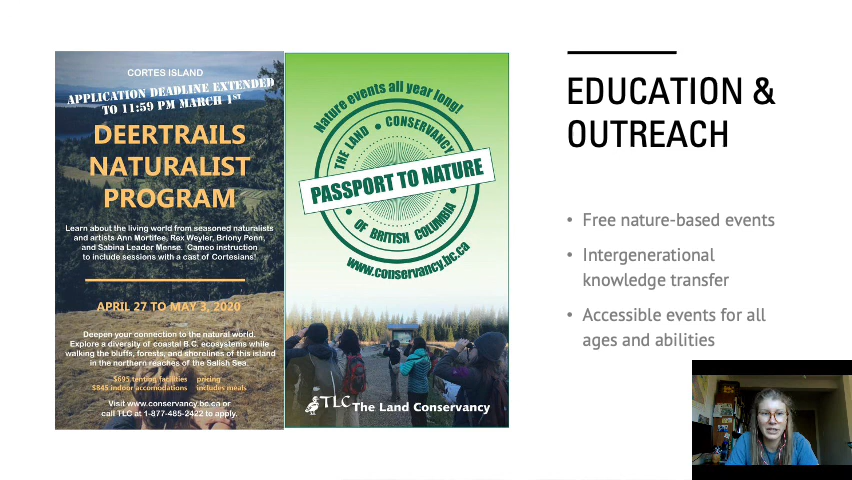 CORTES ISLAND
APPLICATION DEADLINE EXTENDED
TO 11:59 PM MARCH 1ST
DEERTRAILS
NATURALIST
PROGRAM
Learn about the living world from seasoned naturalists
and artists Ann Mortifee, Rex Weyler, Briony Penn,
and Sabina Leader Mense. Cameo instruction
to include sessions with a cast of Cortesians!
APRIL 27 TO MAY 3, 2020
Deepen your connection to the natural world.
Explore a diversity of coastal B.C. ecosystems while
walking the bluffs, forests, and shorelines of this island
in the northern reaches of the Salish Sea.
$695 tenting facilities pricing
$845 indoor accomodations includes meals
Visit www.conservancy.bc.ca or
call TLC at 1-877-485-2422 to apply.
Nature events all year long!
THE LAND • CONSERVANCY
PASSPORT TO NATURE
• OF BRITISH COLUMBIA •
www.conservancy.bc.ca
TLC The Land Conservancy
EDUCATION &
OUTREACH
• Free nature-based events
• Intergenerational
knowledge transfer
• Accessible events for all
ages and abilities